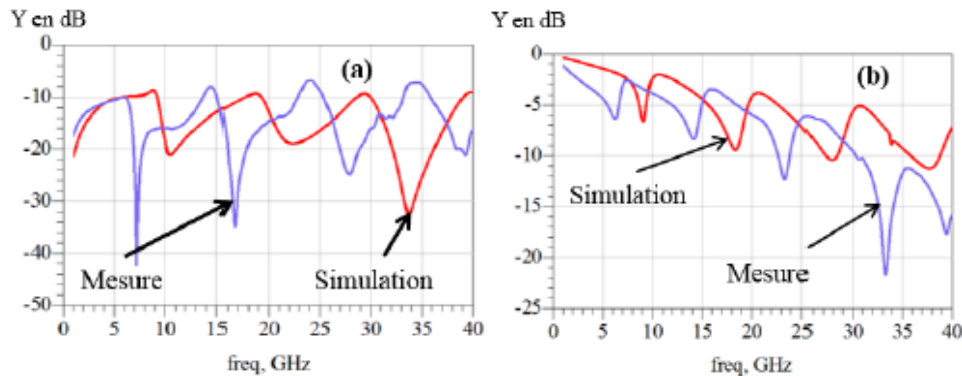 Y en dB
0
-10
-20
-30
-40
-50
(a)
Mesure
Simulation
0 5 10 15 20 25 30 35 40
freq, GHz
Y en dB
0
-5
-10
-15
-20
-25
(b)
Simulation
Mesure
0 5 10 15 20 25 30 35 40
freq, GHz